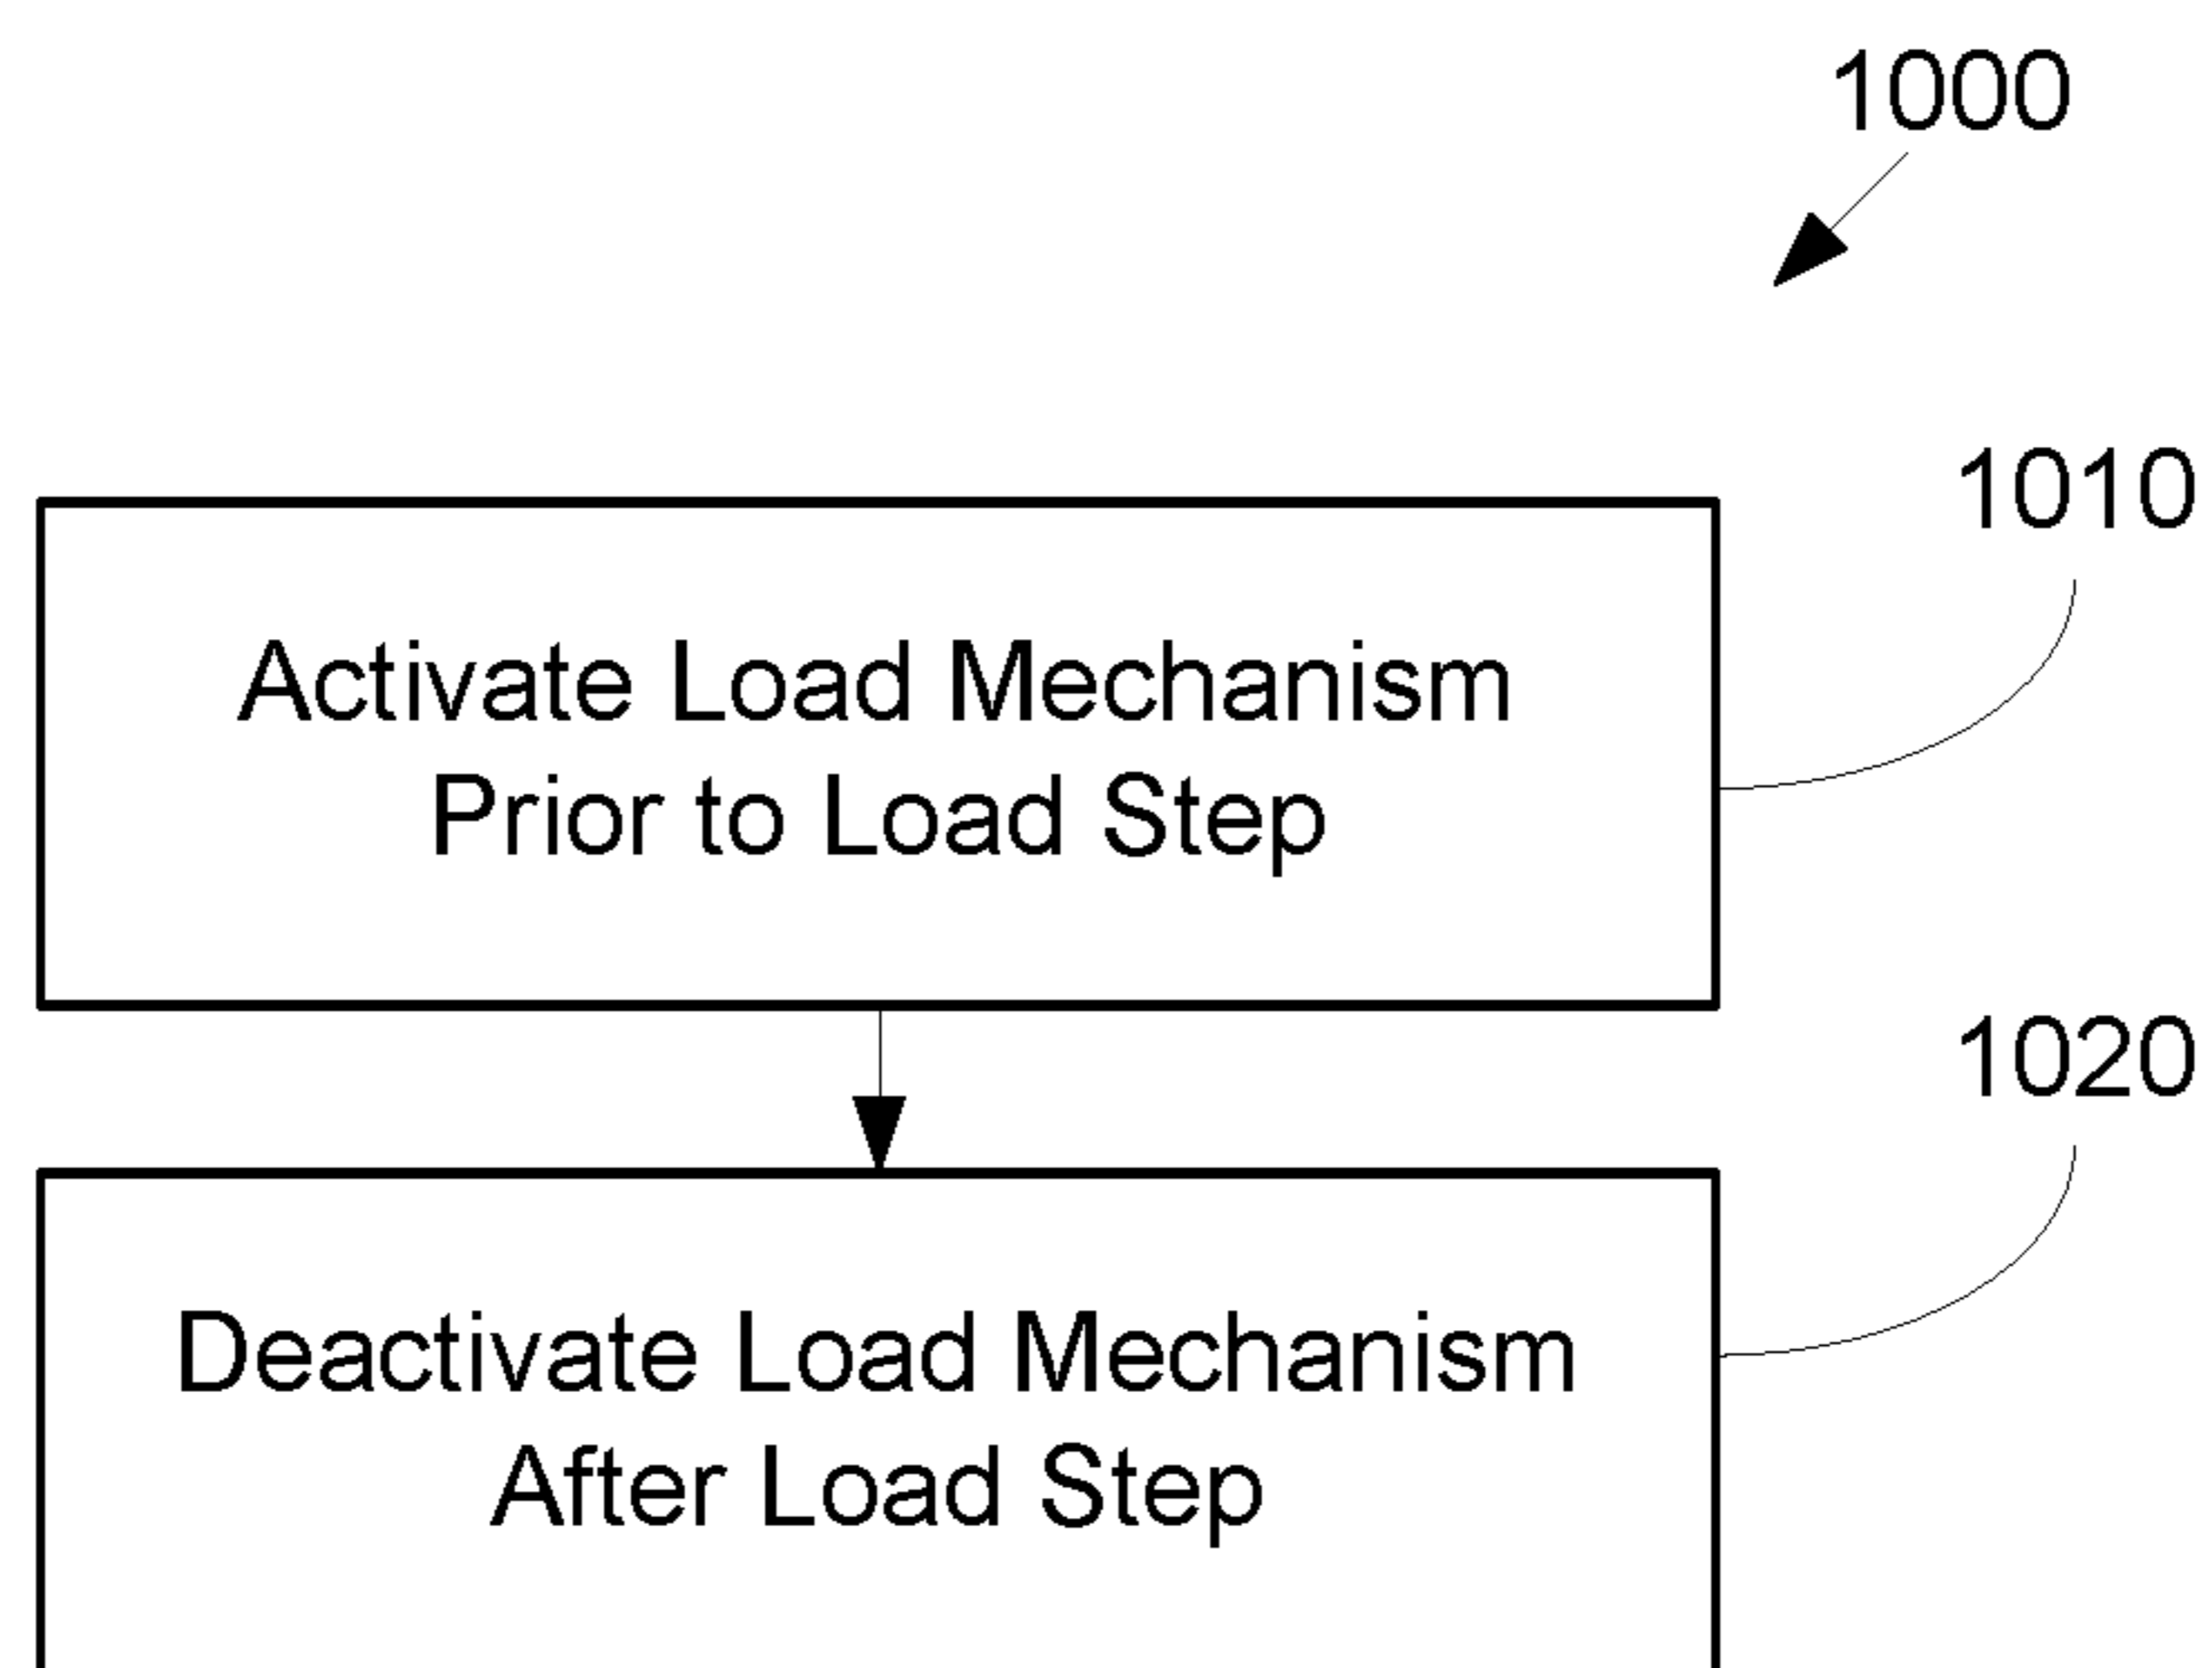 1000
1010
Activate Load Mechanism
Prior to Load Step
1020
Deactivate Load Mechanism
After Load Step